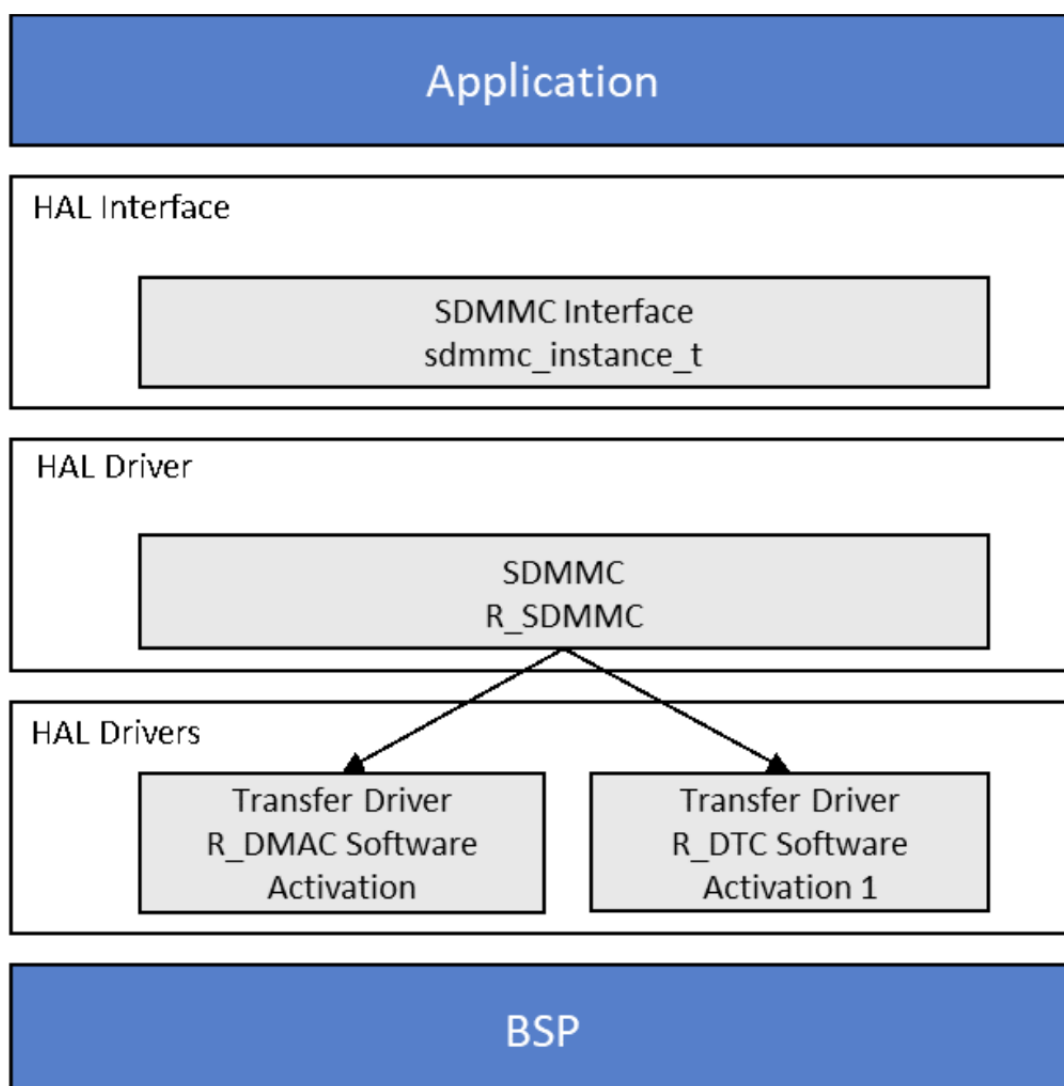 Application
HAL Interface
SDMMC Interface
sdmmc_instance_t
HAL Driver
SDMMC
R_SDMMC
HAL Drivers
Transfer Driver
R_DMAC Software
Activation
Transfer Driver
R_DTC Software
Activation 1
BSP